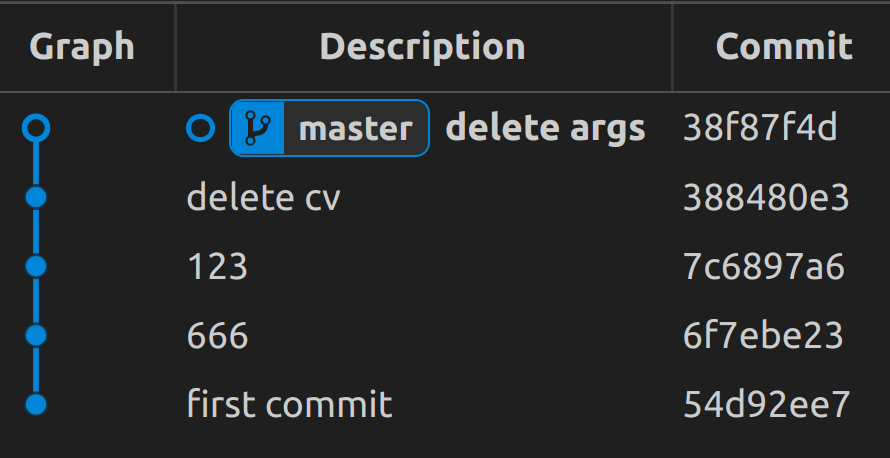 Graph Description Commit
master delete args 38f87f4d
delete cv 388480e3
123 7c6897a6
666 6f7ebe23
first commit 54d92ee7